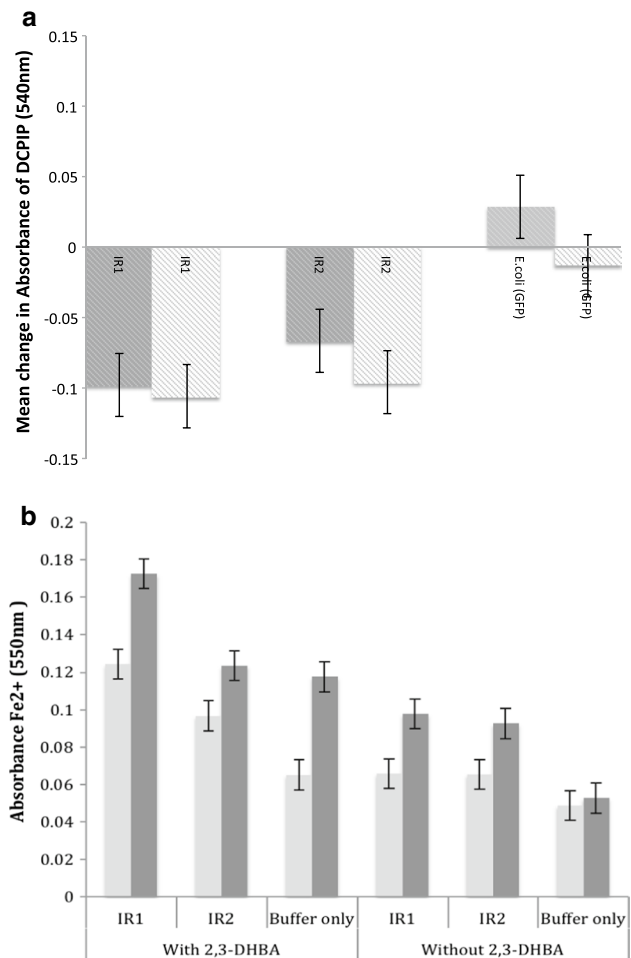 a
Mean change in Absorbance of DCPIP (540nm)
0.15
0.1
0.05
0
-0.05
-0.1
-0.15
IR1
IR1
IR2
IR2
E.coli (GFP)
E.coli (GFP)
b
Absorbance Fe2+ (550nm )
0.2
0.18
0.16
0.14
0.12
0.1
0.08
0.06
0.04
0.02
0
IR1 IR2 Buffer only IR1 IR2 Buffer only
With 2,3-DHBA Without 2,3-DHBA